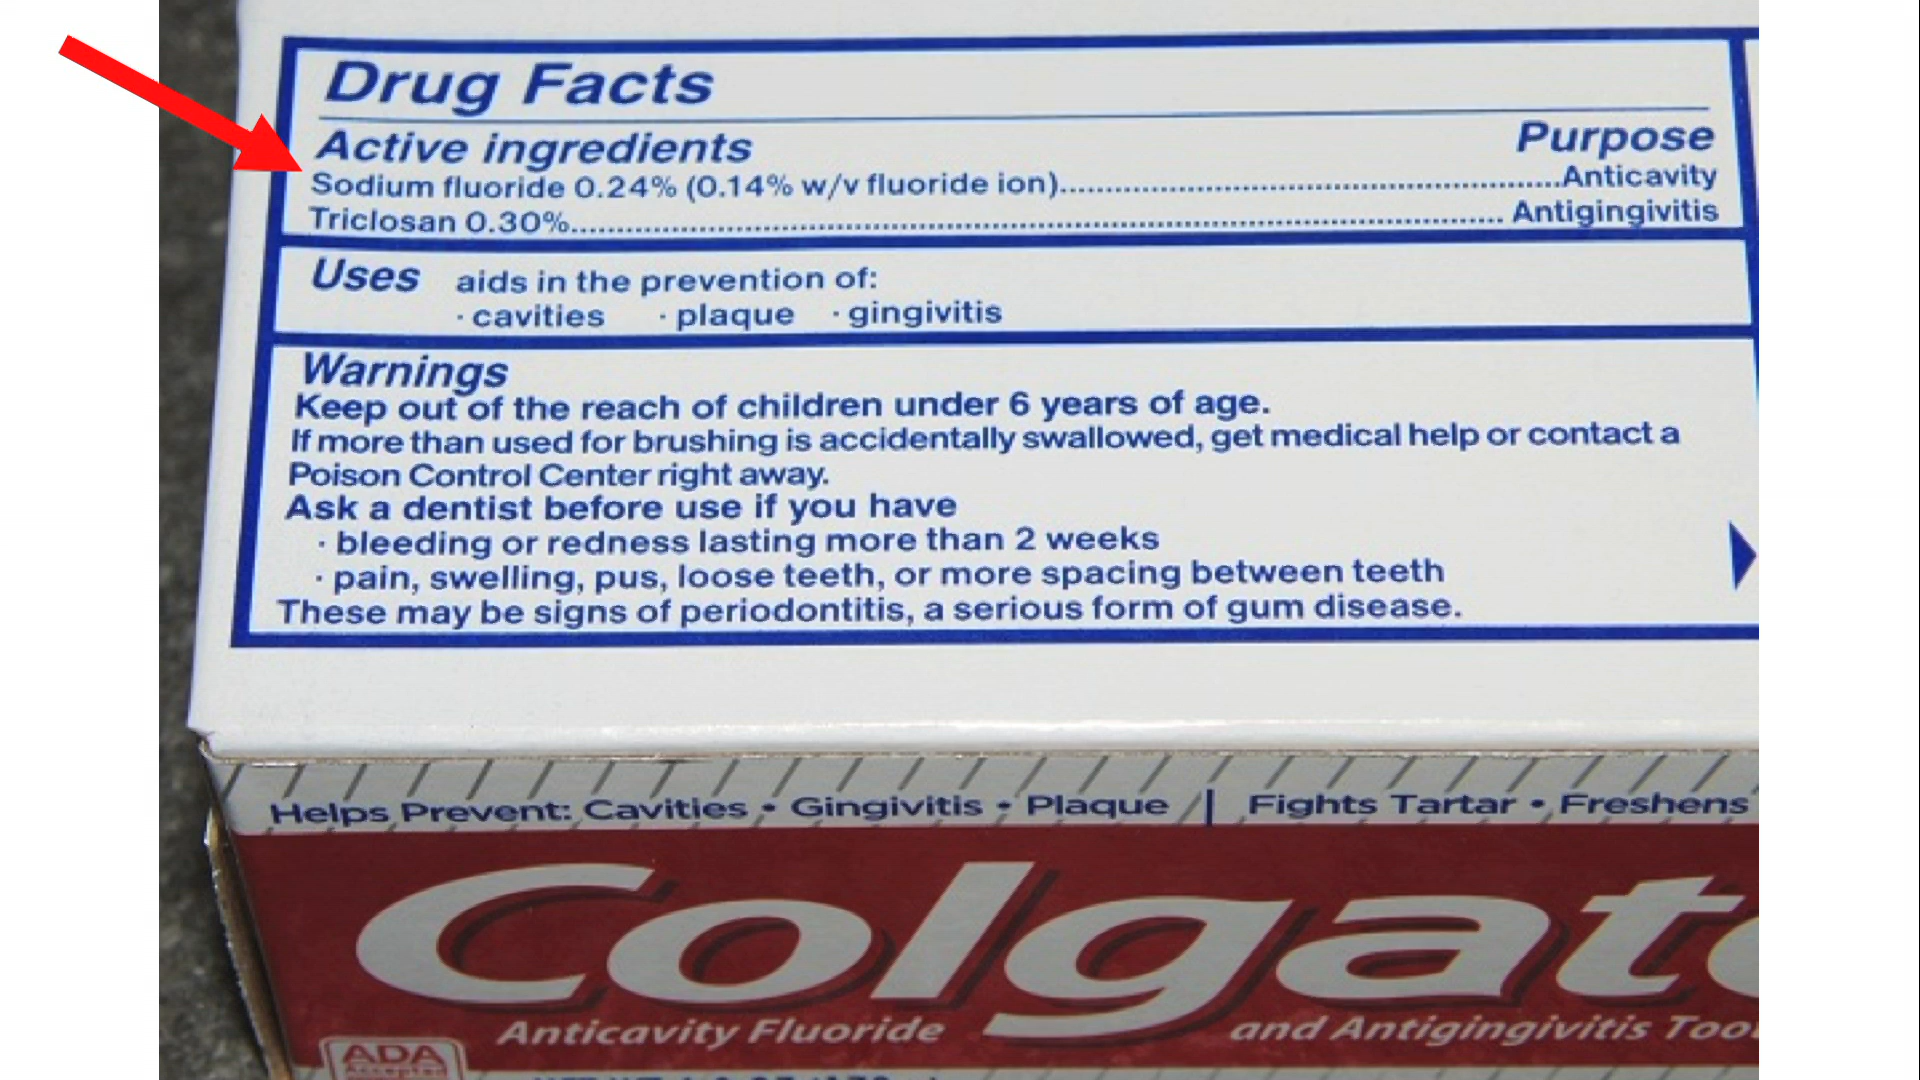 Drug Facts
Active ingredients Purpose
Sodium fluoride 0.24% (0.14% w/v fluoride ion)..........Anticavity
Triclosan 0.30%.......... Antigingivitis
Uses aids in the prevention of:
· cavities · plaque · gingivitis
Warnings
Keep out of the reach of children under 6 years of age.
If more than used for brushing is accidentally swallowed, get medical help or contact a
Poison Control Center right away.
Ask a dentist before use if you have
· bleeding or redness lasting more than 2 weeks
· pain, swelling, pus, loose teeth, or more spacing between teeth
These may be signs of periodontitis, a serious form of gum disease.
Helps Prevent: Cavities • Gingivitis • Plaque | Fights Tartar • Freshens
Colgate
Anticavity Fluoride and Antigingivitis Too
ADA
Accepted